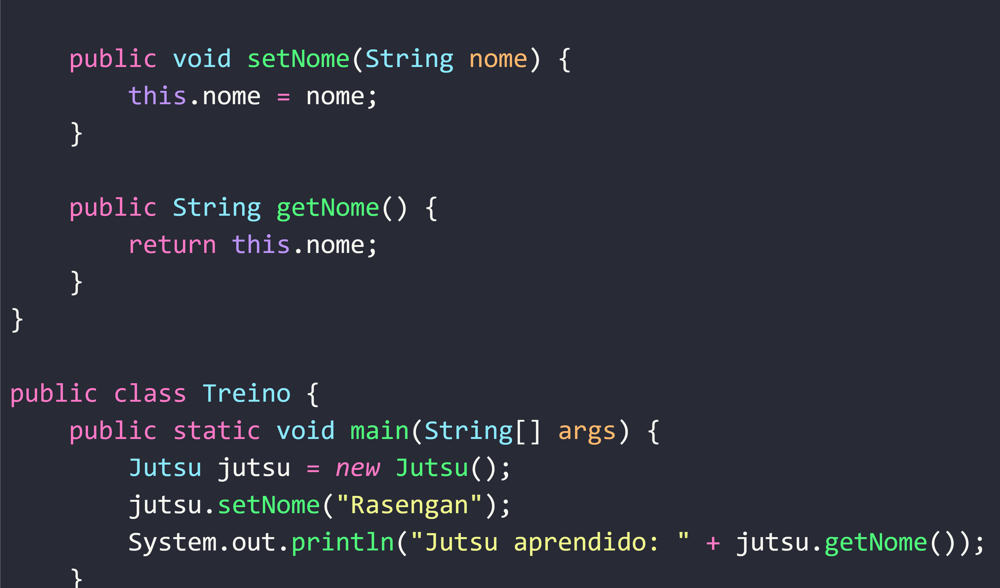 public void setNome(String nome) {
this.nome = nome;
}
public String getNome() {
return this.nome;
}
}
public class Treino {
public static void main(String[] args) {
Jutsu jutsu = new Jutsu();
jutsu.setNome("Rasengan");
System.out.println("Jutsu aprendido: " + jutsu.getNome());
}